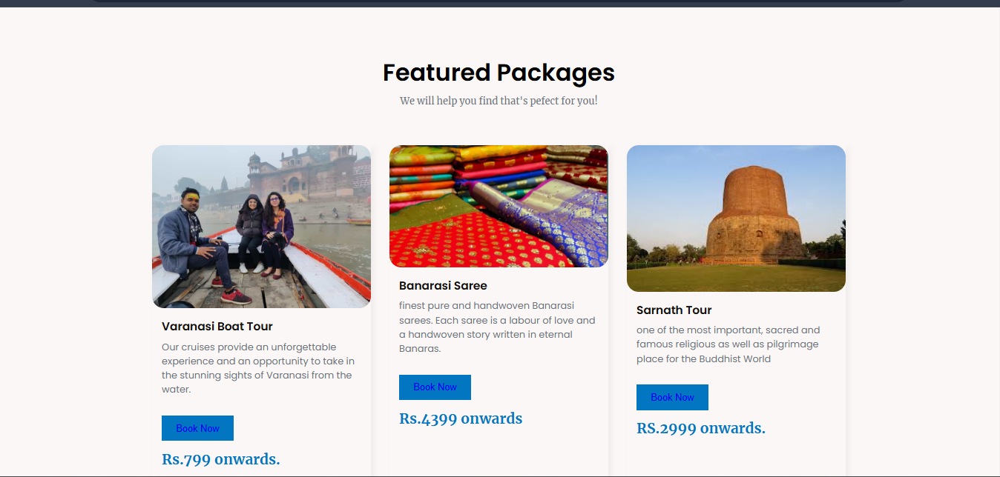 Featured Packages
We will help you find that's pefect for you!
Varanasi Boat Tour
Our cruises provide an unforgettable
experience and an opportunity to take in
the stunning sights of Varanasi from the
water.
Book Now
Rs.799 onwards.
Banarasi Saree
finest pure and handwoven Banarasi
sarees. Each saree is a labour of love and
a handwoven story written in eternal
Banaras.
Book Now
Rs.4399 onwards
Sarnath Tour
one of the most important, sacred and
famous religious as well as pilgrimage
place for the Buddhist World
Book Now
RS.2999 onwards.